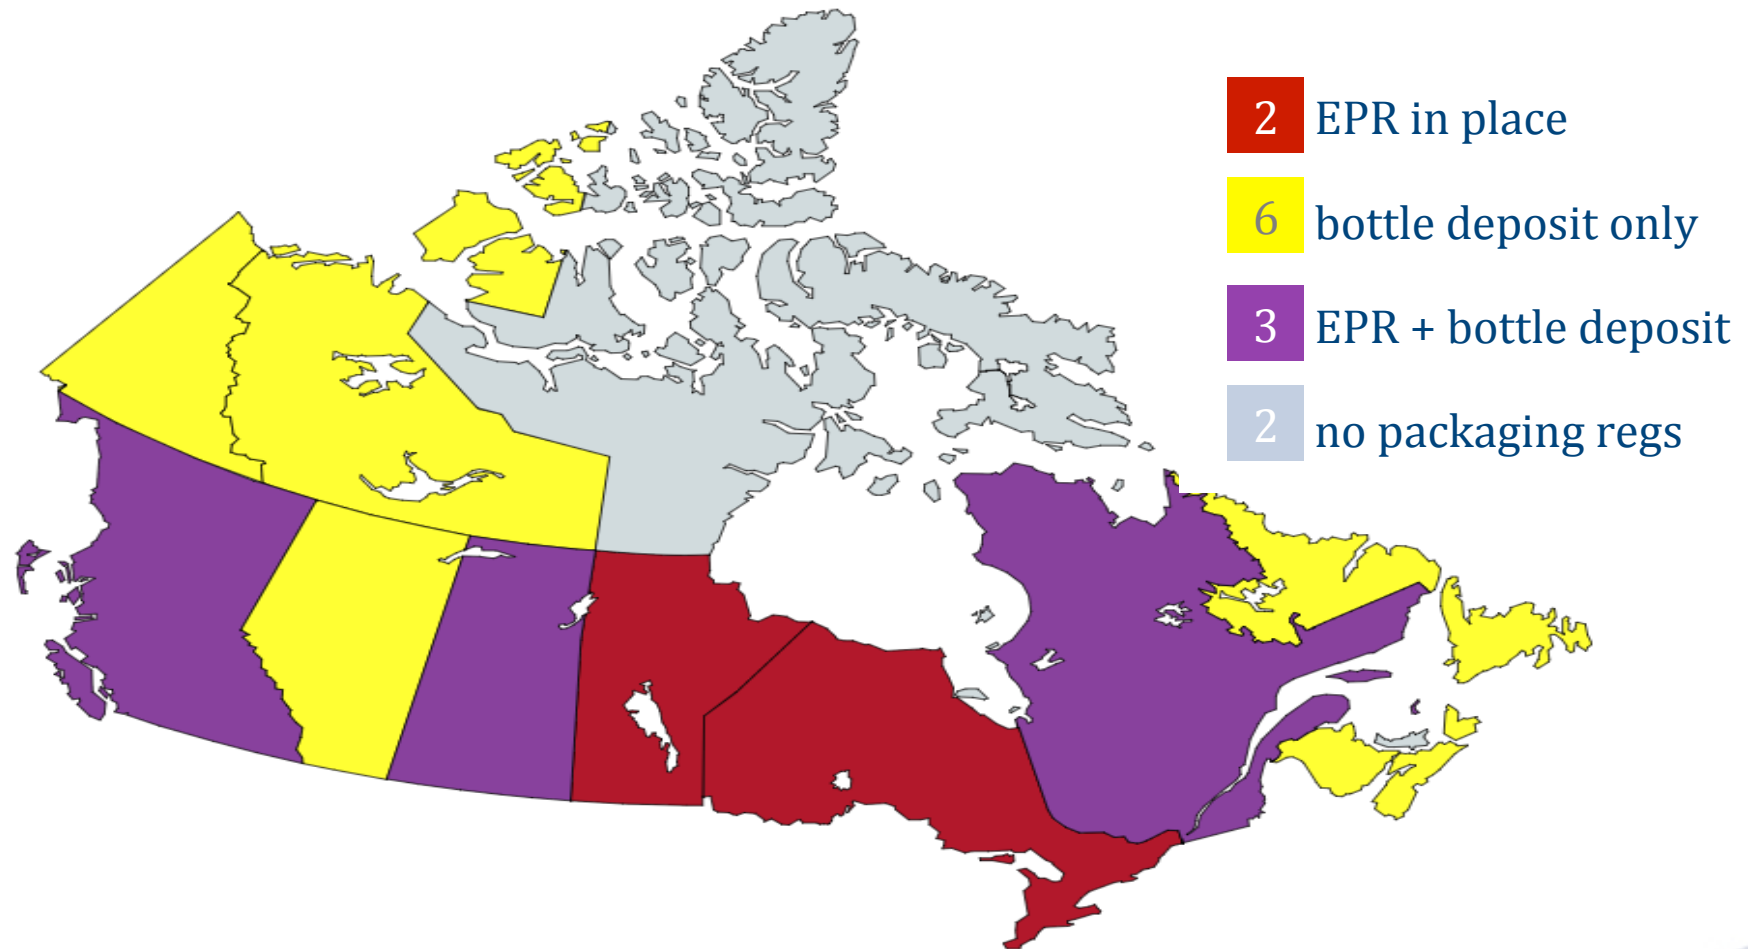 2 EPR in place
6 bottle deposit only
3 EPR + bottle deposit
2 no packaging regs